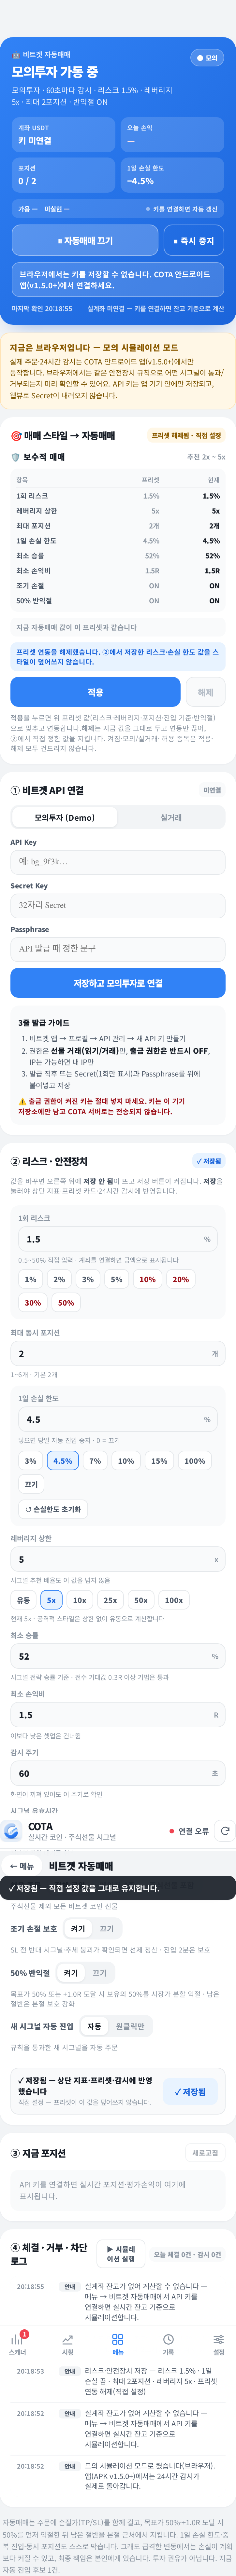 🤖 비트겟 자동매매
모의투자 가동 중
● 모의
모의투자 · 60초마다 감시 · 리스크 1.5% · 레버리지
5x · 최대 2포지션 · 반익절 ON
계좌 USDT
키 미연결
오늘 손익
—
포지션
0 / 2
1일 손실 한도
−4.5%
가용 — 미실현 —
키를 연결하면 자동 갱신
⏸ 자동매매 끄기
■ 즉시 중지
브라우저에서는 키를 저장할 수 없습니다. COTA 안드로이드
앱(v1.5.0+)에서 연결하세요.
마지막 확인 20:18:55
실계좌 미연결 — 키를 연결하면 잔고 기준으로 계산
지금은 브라우저입니다 — 모의 시뮬레이션 모드
실제 주문·24시간 감시는 COTA 안드로이드 앱(v1.5.0+)에서만
동작합니다. 브라우저에서는 같은 안전장치 규칙으로 어떤 시그널이 통과/
거부되는지 미리 확인할 수 있어요. API 키는 앱 기기 안에만 저장되고,
웹뷰로 Secret이 내려오지 않습니다.
🎯 매매 스타일 → 자동매매
프리셋 해제됨 · 직접 설정
🛡️ 보수적 매매
추천 2x ~ 5x
항목 프리셋 현재
1회 리스크 1.5% 1.5%
레버리지 상한 5x 5x
최대 포지션 2개 2개
1일 손실 한도 4.5% 4.5%
최소 승률 52% 52%
최소 손익비 1.5R 1.5R
조기 손절 ON ON
50% 반익절 ON ON
지금 자동매매 값이 이 프리셋과 같습니다
프리셋 연동을 해제했습니다. ②에서 저장한 리스크·손실 한도 값을 스
타일이 덮어쓰지 않습니다.
적용
해제
적용을 누르면 위 프리셋 값(리스크·레버리지·포지션·진입 기준·반익절)
으로 맞추고 연동합니다. 해제는 지금 값을 그대로 두고 연동만 끊어,
②에서 직접 정한 값을 지킵니다. 켜짐·모의/실거래· 허용 종목은 적용·
해제 모두 건드리지 않습니다.
① 비트겟 API 연결
미연결
모의투자 (Demo)
실거래
API Key
예: bg_9f3k…
Secret Key
32자리 Secret
Passphrase
API 발급 때 정한 문구
저장하고 모의투자로 연결
3줄 발급 가이드
1. 비트겟 앱 → 프로필 → API 관리 → 새 API 키 만들기
2. 권한은 선물 거래(읽기/거래)만, 출금 권한은 반드시 OFF,
IP는 가능하면 내 IP만
3. 발급 직후 뜨는 Secret(1회만 표시)과 Passphrase를 위에
붙여넣고 저장
⚠️ 출금 권한이 켜진 키는 절대 넣지 마세요. 키는 이 기기
저장소에만 남고 COTA 서버로는 전송되지 않습니다.
② 리스크 · 안전장치
✓ 저장됨
값을 바꾸면 오른쪽 위에 저장 안 됨이 뜨고 저장 버튼이 켜집니다. 저장을
눌러야 상단 지표·프리셋 카드·24시간 감시에 반영됩니다.
1회 리스크
1.5 %
0.5~50% 직접 입력 · 계좌를 연결하면 금액으로 표시됩니다
1% 2% 3% 5% 10% 20%
30% 50%
최대 동시 포지션
2 개
1~6개 · 기본 2개
1일 손실 한도
4.5 %
닿으면 당일 자동 진입 중지 · 0 = 끄기
3% 4.5% 7% 10% 15% 100%
끄기
↺ 손실한도 초기화
레버리지 상한
5 x
시그널 추천 배율도 이 값을 넘지 않음
유동 5x 10x 25x 50x 100x
현재 5x · 공격적 스타일은 상한 없이 유동으로 계산합니다
최소 승률
52 %
시그널 전략 승률 기준 · 전수 기대값 0.3R 이상 기법은 통과
최소 손익비
1.5 R
이보다 낮은 셋업은 건너뜀
감시 주기
60 초
화면이 꺼져 있어도 이 주기로 확인
시그널 유효시간
COTA
실시간 코인 · 주식선물 시그널
● 연결 오류
← 메뉴
비트겟 자동매매
✓ 저장됨 — 직접 설정 값을 그대로 유지합니다.
주식선물 제외 모든 비트겟 코인 선물
조기 손절 보호
켜기 끄기
SL 전 반대 시그널·추세 붕괴가 확인되면 선제 청산 · 진입 2분은 보호
50% 반익절
켜기 끄기
목표가 50% 또는 +1.0R 도달 시 보유의 50%를 시장가 분할 익절 · 남은
절반은 본절 보호 강화
새 시그널 자동 진입
자동 원클릭만
규칙을 통과한 새 시그널을 자동 주문
✓ 저장됨 — 상단 지표·프리셋·감시에 반영
했습니다
직접 설정 — 프리셋이 이 값을 덮어쓰지 않습니다.
✓ 저장됨
③ 지금 포지션
새로고침
API 키를 연결하면 실시간 포지션·평가손익이 여기에
표시됩니다.
④ 체결 · 거부 · 차단
로그
▶ 시뮬레
이션 실행
오늘 체결 0건 · 감시 0건
20:18:55 안내 실계좌 잔고가 없어 계산할 수 없습니다 —
메뉴 → 비트겟 자동매매에서 API 키를
연결하면 실시간 잔고 기준으로
시뮬레이션합니다.
1
스캐너 시황 메뉴 기록 설정
20:18:53 안내 리스크·안전장치 저장 — 리스크 1.5% · 1일
손실 끔 · 최대 2포지션 · 레버리지 5x · 프리셋
연동 해제(직접 설정)
20:18:52 안내 실계좌 잔고가 없어 계산할 수 없습니다 —
메뉴 → 비트겟 자동매매에서 API 키를
연결하면 실시간 잔고 기준으로
시뮬레이션합니다.
20:18:52 안내 모의 시뮬레이션 모드로 켰습니다(브라우저).
앱(APK v1.5.0+)에서는 24시간 감시가
실제로 돌아갑니다.
자동매매는 주문에 손절가(TP/SL)를 함께 걸고, 목표가 50%·+1.0R 도달 시
50%를 먼저 익절한 뒤 남은 절반을 본절 근처에서 지킵니다. 1일 손실 한도·중
복 진입·동시 포지션도 스스로 막습니다. 그래도 급격한 변동에서는 손실이 계획
보다 커질 수 있고, 최종 책임은 본인에게 있습니다. 투자 권유가 아닙니다. 지금
자동 진입 후보 1건.